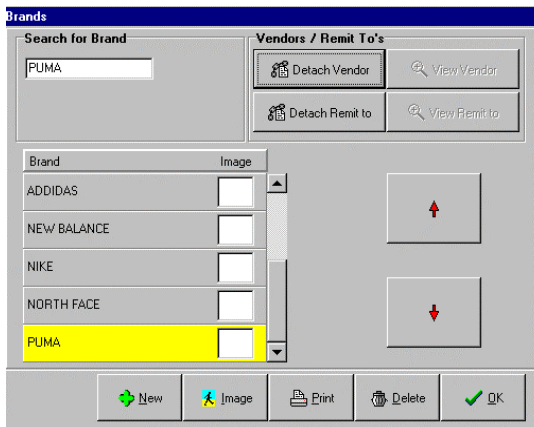 Brands
Search for Brand
PUMA
Vendors / Remit To's
Detach Vendor
View Vendor
Detach Remit to
View Remit to
Brand Image
ADDIDAS
NEW BALANCE
NIKE
NORTH FACE
PUMA
New Image Print Delete OK